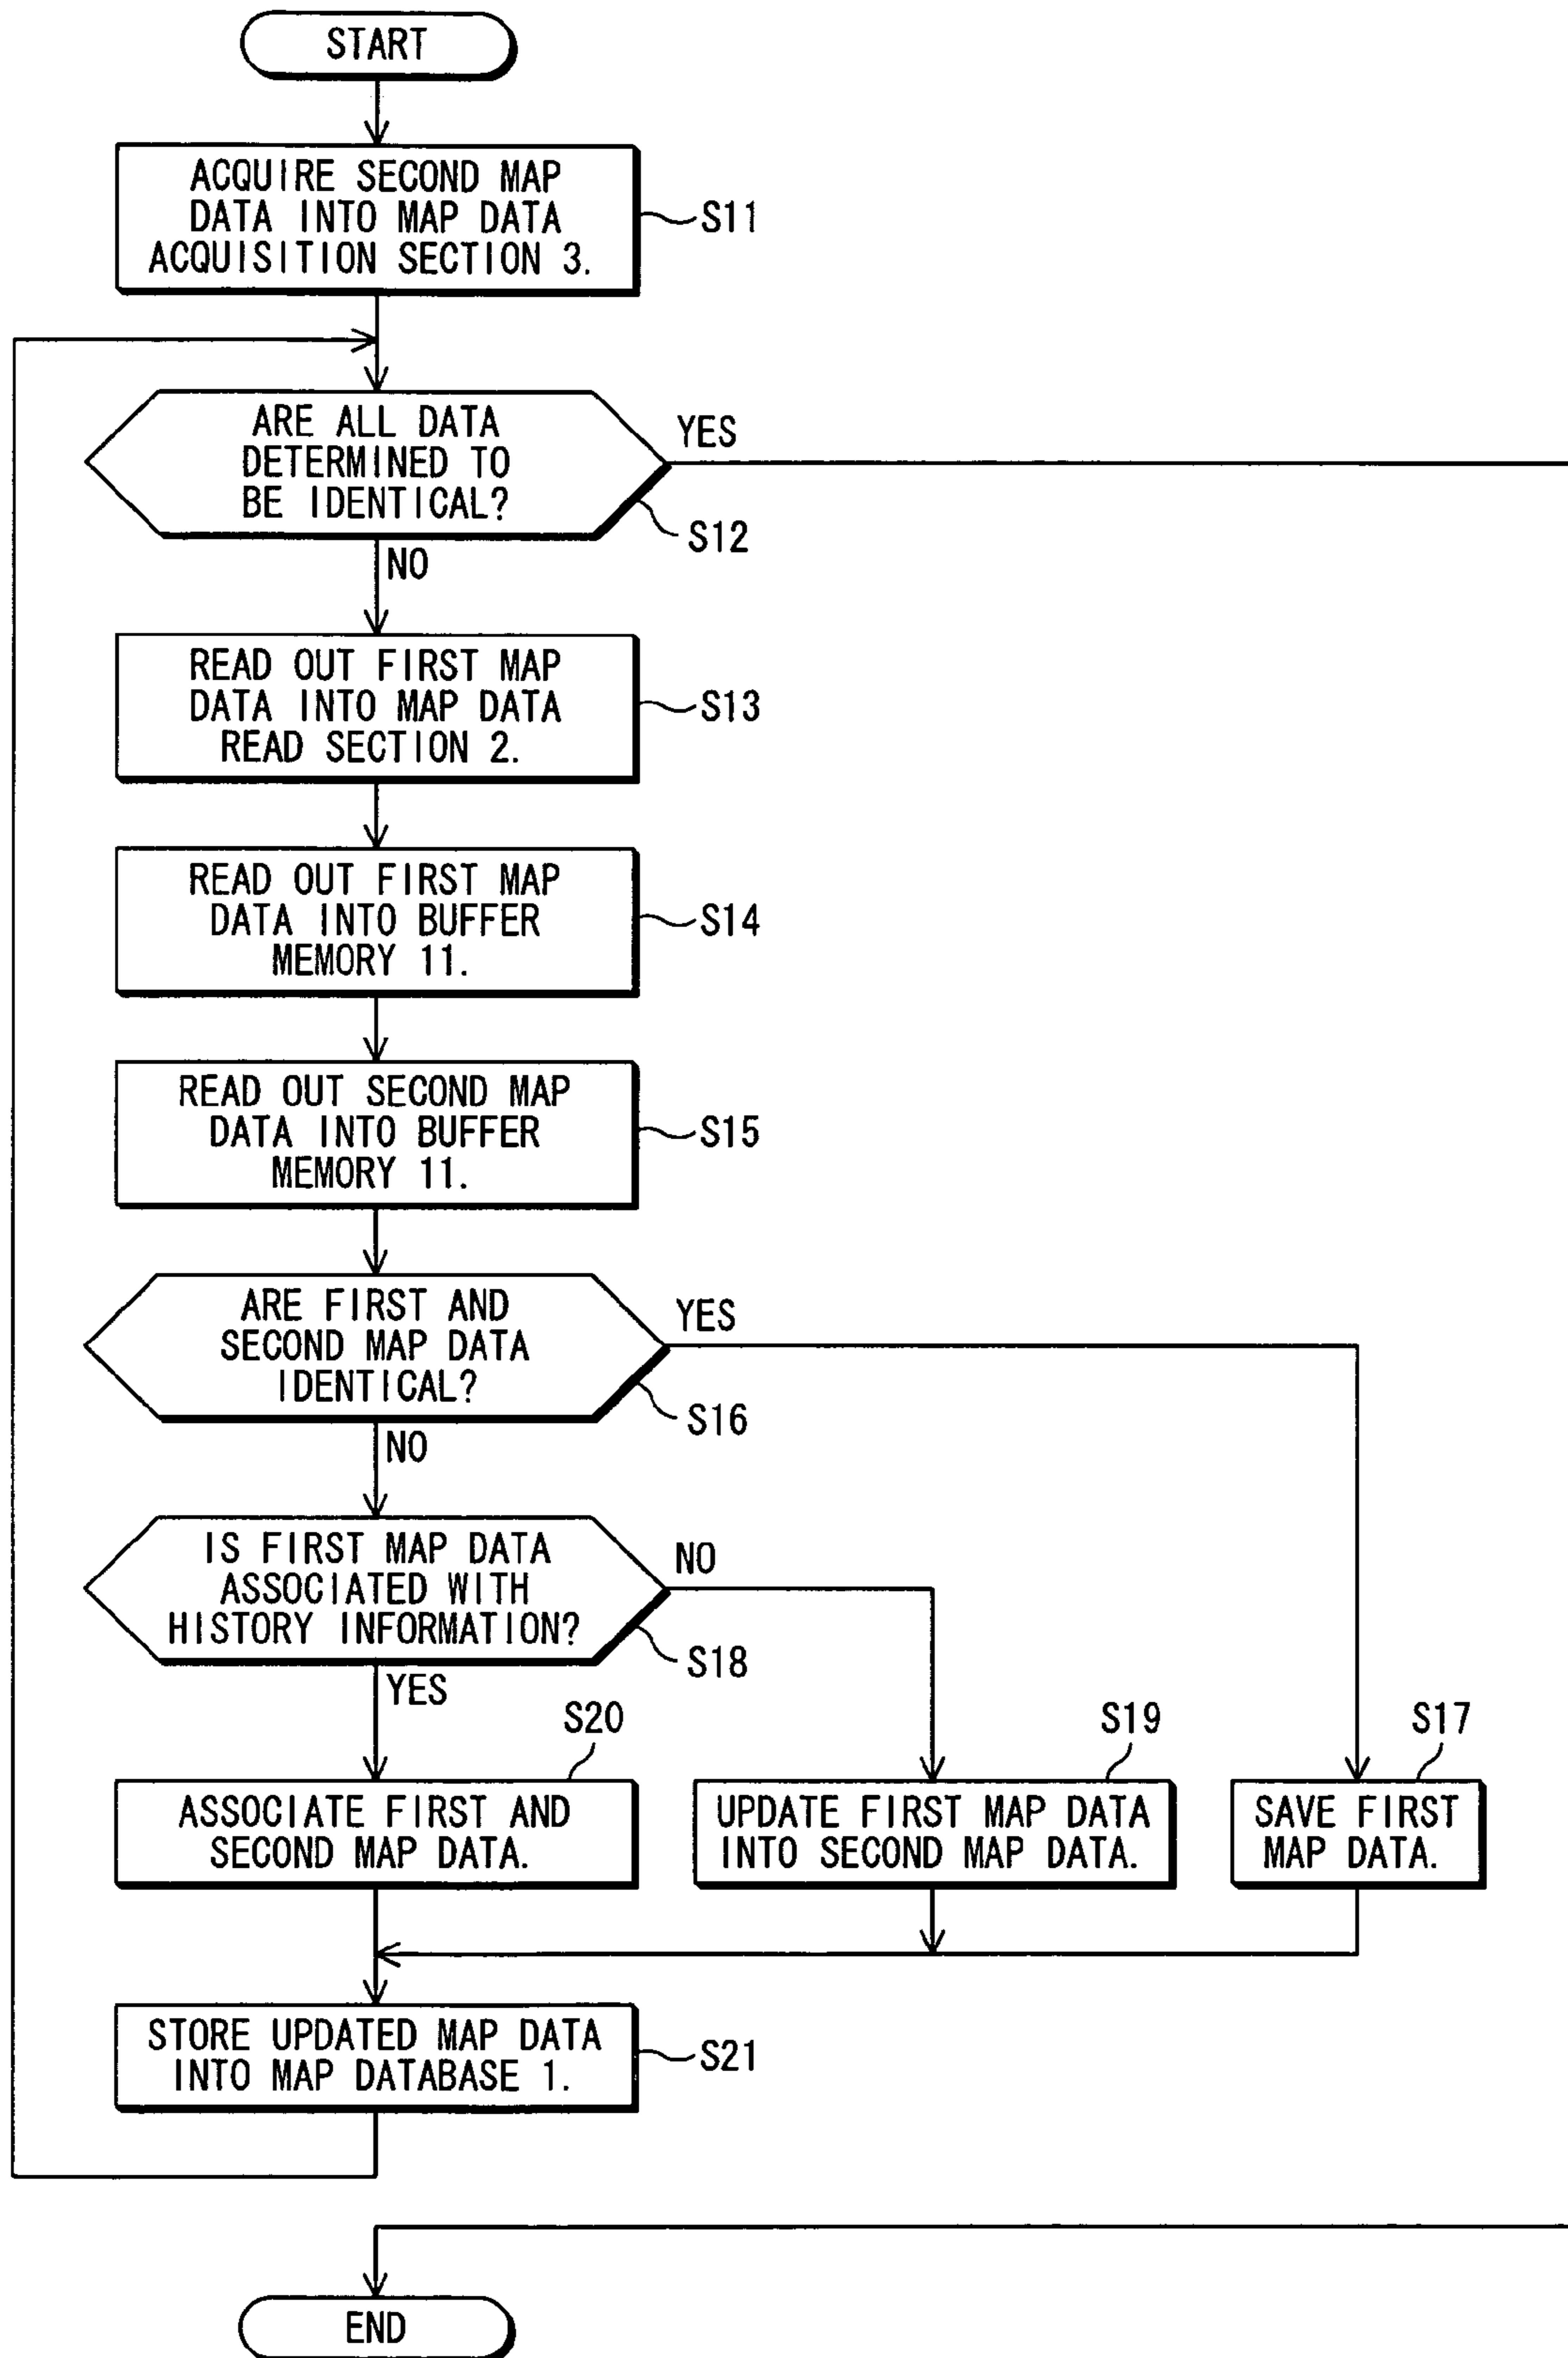 START
ACQUIRE SECOND MAP
DATA INTO MAP DATA
ACQUISITION SECTION 3.
S11
ARE ALL DATA
DETERMINED TO
BE IDENTICAL?
YES
S12
NO
READ OUT FIRST MAP
DATA INTO MAP DATA
READ SECTION 2.
S13
READ OUT FIRST MAP
DATA INTO BUFFER
MEMORY 11.
S14
READ OUT SECOND MAP
DATA INTO BUFFER
MEMORY 11.
S15
ARE FIRST AND
SECOND MAP DATA
IDENTICAL?
YES
S16
NO
IS FIRST MAP DATA
ASSOCIATED WITH
HISTORY INFORMATION?
NO
S18
YES
S20
ASSOCIATE FIRST AND
SECOND MAP DATA.
S19
UPDATE FIRST MAP DATA
INTO SECOND MAP DATA.
S17
SAVE FIRST
MAP DATA.
STORE UPDATED MAP DATA
INTO MAP DATABASE 1.
S21
END